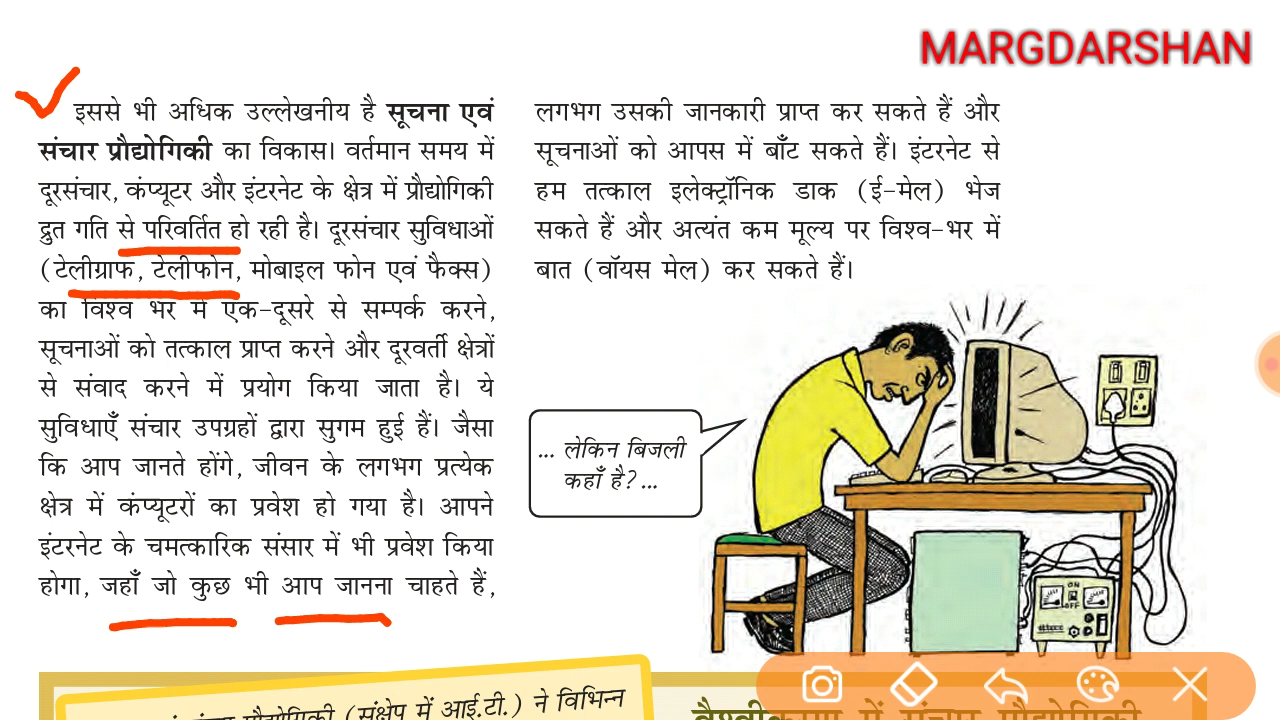 MARGDARSHAN
इससे भी अधिक उल्लेखनीय है सूचना एवं
संचार प्रौद्योगिकी का विकास। वर्तमान समय में
दूरसंचार, कंप्यूटर और इंटरनेट के क्षेत्र में प्रौद्योगिकी
द्रुत गति से परिवर्तित हो रही है। दूरसंचार सुविधाओं
(टेलीग्राफ, टेलीफोन, मोबाइल फोन एवं फैक्स)
का विश्व भर में एक-दूसरे से सम्पर्क करने,
सूचनाओं को तत्काल प्राप्त करने और दूरवर्ती क्षेत्रों
से संवाद करने में प्रयोग किया जाता है। ये
सुविधाएँ संचार उपग्रहों द्वारा सुगम हुई हैं। जैसा
कि आप जानते होंगे, जीवन के लगभग प्रत्येक
क्षेत्र में कंप्यूटरों का प्रवेश हो गया है। आपने
इंटरनेट के चमत्कारिक संसार में भी प्रवेश किया
होगा, जहाँ जो कुछ भी आप जानना चाहते हैं,
लगभग उसकी जानकारी प्राप्त कर सकते हैं और
सूचनाओं को आपस में बाँट सकते हैं। इंटरनेट से
हम तत्काल इलेक्ट्रॉनिक डाक (ई-मेल) भेज
सकते हैं और अत्यंत कम मूल्य पर विश्व-भर में
बात (वॉयस मेल) कर सकते हैं।
... लेकिन बिजली
कहाँ है?...
ON
OFF
प्रौद्योगिकी (संक्षेप में आई.टी.) ने विभिन्न
वैश्वीकरण में संचार प्रौद्योगिकी